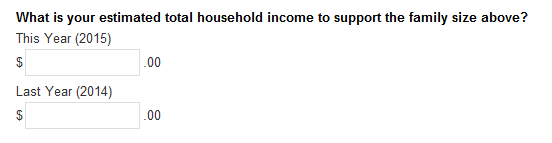 What is your estimated total household income to support the family size above?
This Year (2015)
$ .00
Last Year (2014)
$ .00